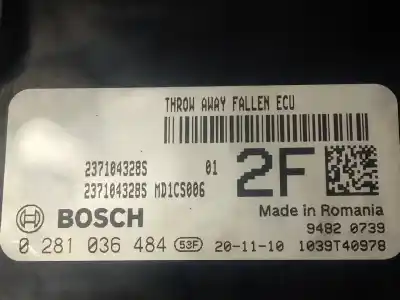 THROW AWAY FALLEN ECU
237104328S 01
237104328S MD1CS006
2F
BOSCH
Made in Romania
9482 0739
0 281 036 484 53F 20-11-10 1039T40978